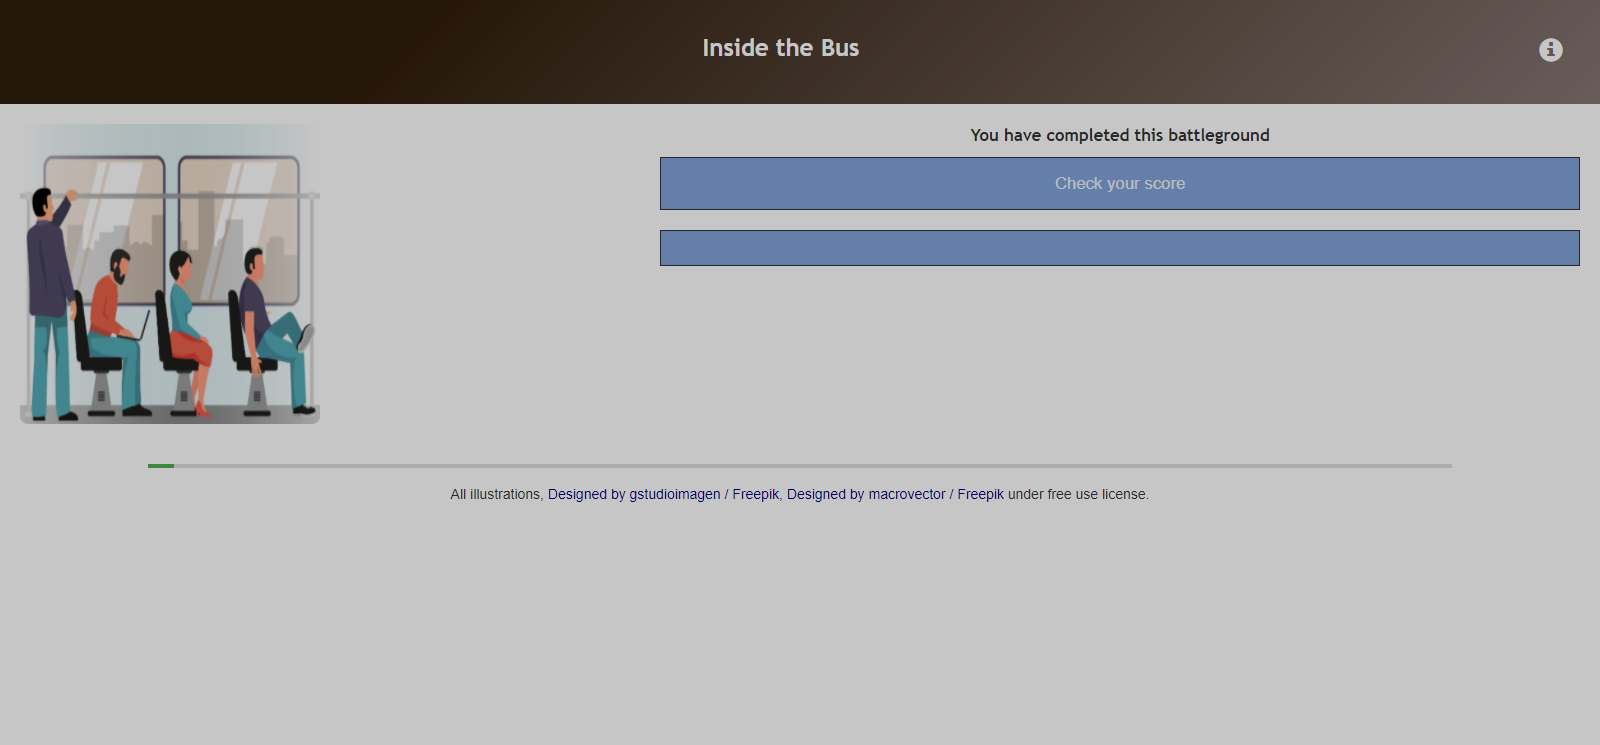 Inside the Bus
You have completed this battleground
Check your score
All illustrations, Designed by gstudioimagen / Freepik, Designed by macrovector / Freepik under free use license.